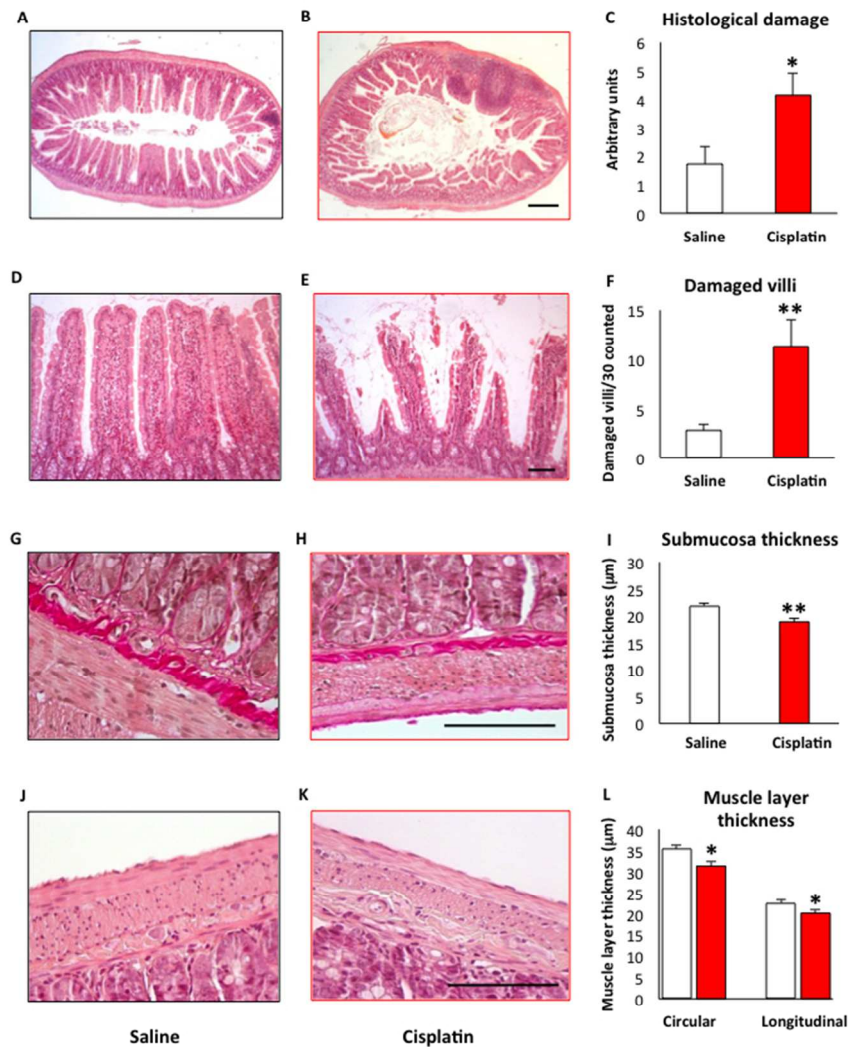 A
B
C
Histological damage
Arbitrary units
6
5
4
3
2
1
0
*
Saline
Cisplatin
D
E
F
Damaged villi
Damaged villi/30 counted
15
10
5
0
**
Saline
Cisplatin
G
H
I
Submucosa thickness
Submucosa thickness (μm)
30
25
20
15
10
5
0
**
Saline
Cisplatin
J
K
L
Muscle layer
thickness
Muscle layer thickness (μm)
40
35
30
25
20
15
10
5
0
*
*
Circular
Longitudinal
Saline
Cisplatin